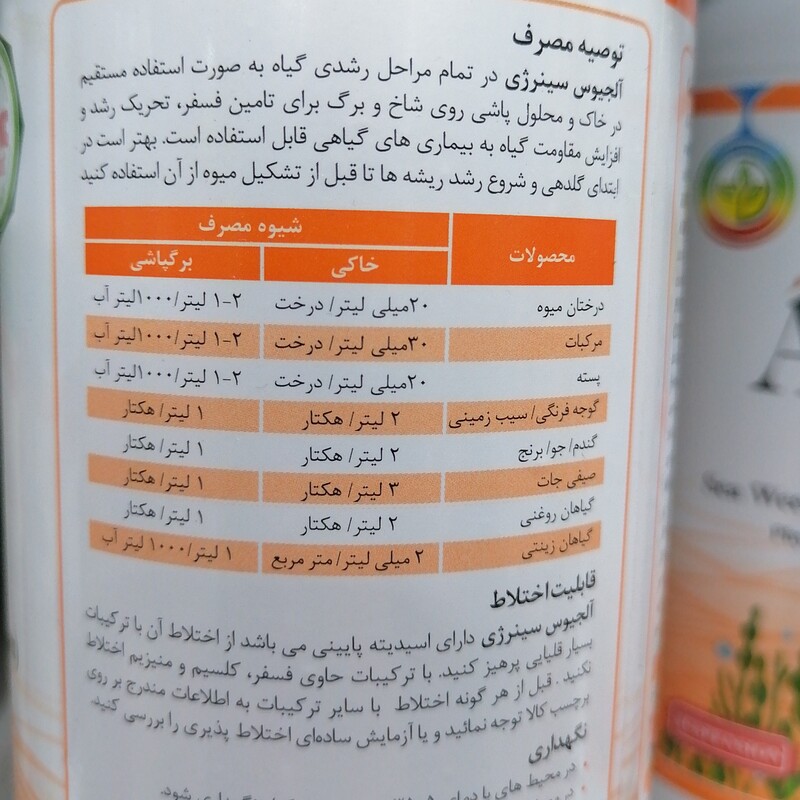 توصیه مصرف
آلجیوس سینرژی در تمام مراحل رشدی گیاه به صورت استفاده مستقیم
در خاک و محلول پاشی روی شاخ و برگ برای تامین فسفر، تحریک رشد و
افزایش مقاومت گیاه به بیماری های گیاهی قابل استفاده است. بهتر است در
ابتدای گلدهی و شروع رشد ریشه ها تا قبل از تشکیل میوه از آن استفاده کنید
محصولات شیوه مصرف
خاکی برگپاشی
درختان میوه ۲۰میلی لیتر/ درخت ۱-۲ لیتر/۱۰۰۰لیتر آب
مرکبات ۳۰میلی لیتر/ درخت ۱-۲ لیتر/۱۰۰۰لیتر آب
پسته ۲۰میلی لیتر/ درخت ۱-۲ لیتر/۱۰۰۰لیتر آب
گوجه فرنگی/ سیب زمینی ۲ لیتر/ هکتار ۱ لیتر/ هکتار
گندم/ جو/ برنج ۲ لیتر/ هکتار ۱ لیتر/ هکتار
صیفی جات ۳ لیتر/ هکتار ۱ لیتر/ هکتار
گیاهان روغنی ۲ لیتر/ هکتار ۱ لیتر/ هکتار
گیاهان زینتی ۲ میلی لیتر/ متر مربع ۱ لیتر/۱۰۰۰ لیتر آب
قابلیت اختلاط
آلجیوس سینرژی دارای اسیدیته پایینی می باشد از اختلاط آن با ترکیبات
بسیار قلیایی پرهیز کنید. با ترکیبات حاوی فسفر، کلسیم و منیزیم اختلاط
نکنید. قبل از هر گونه اختلاط با سایر ترکیبات به اطلاعات مندرج بر روی
برچسب کالا توجه نمائید و یا آزمایش ساده‌ای اختلاط پذیری را بررسی کنید.
نگهداری
در محیط های با دمای
Sea
SUSPENSION